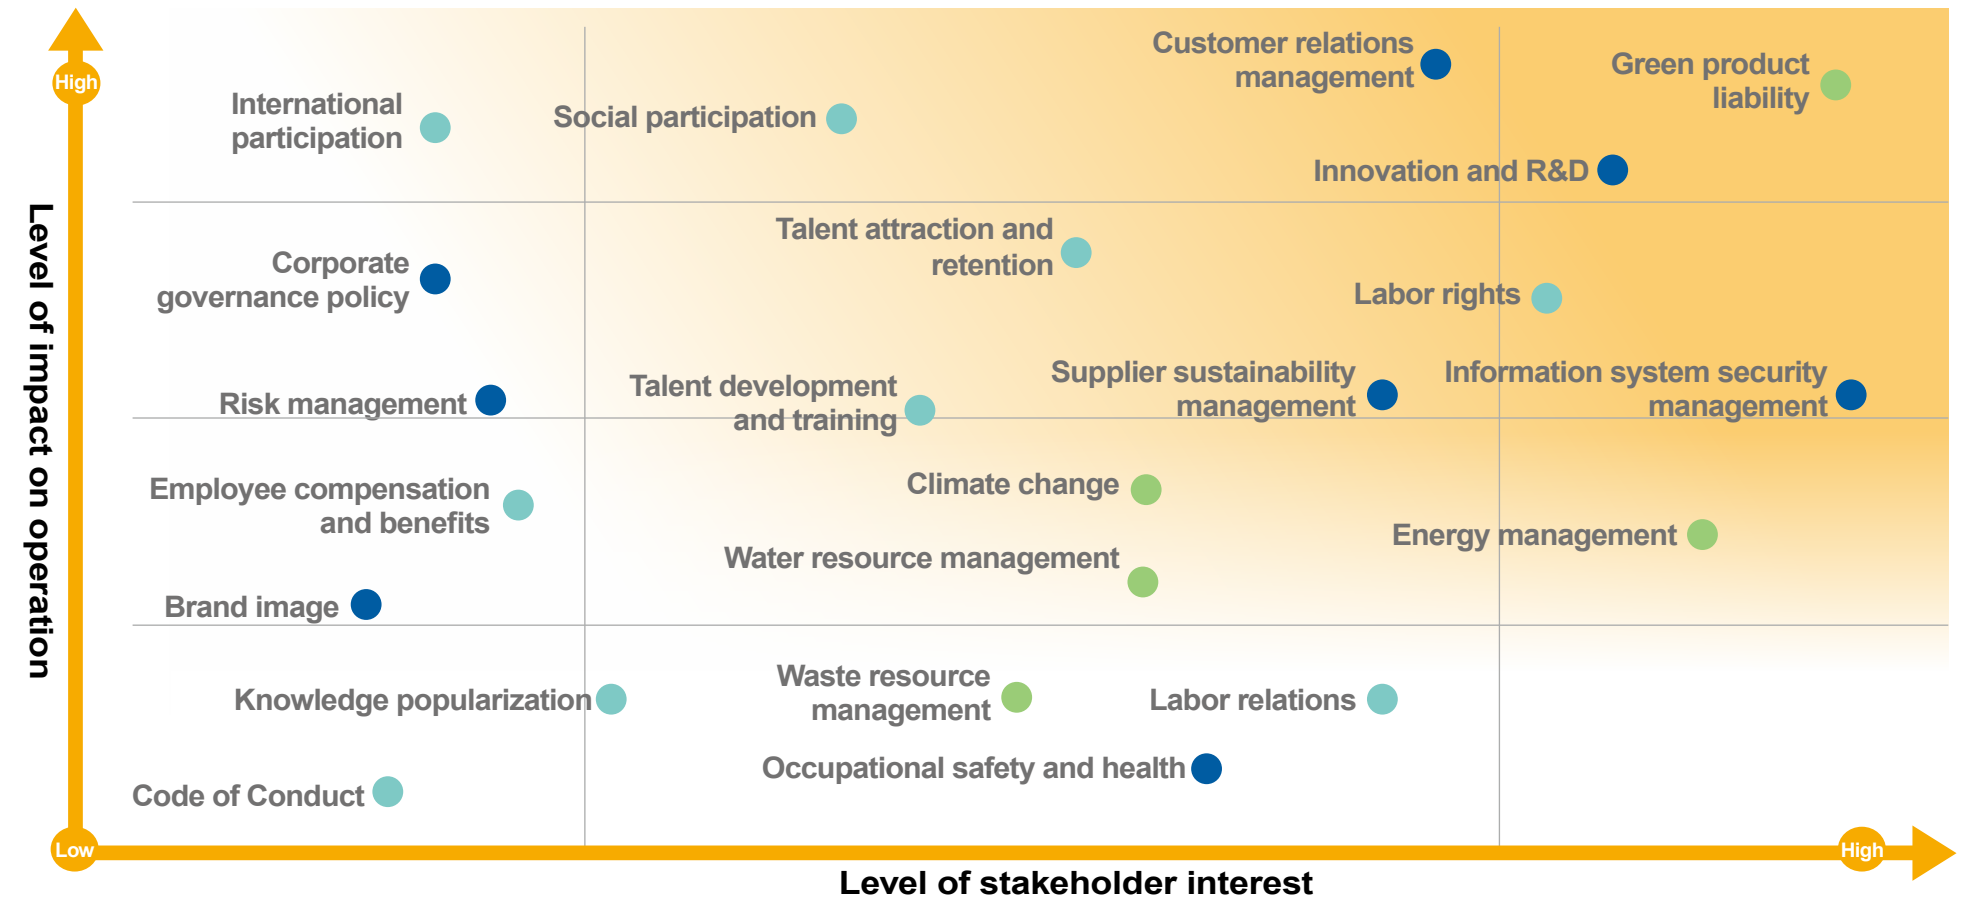 High
Customer relations
management
Green product
liability
International
participation
Social participation
Innovation and R&D
Talent attraction and
retention
Corporate
governance policy
Labor rights
Risk management
Talent development
and training
Supplier sustainability
management
Information system security
management
Employee compensation
and benefits
Climate change
Energy management
Water resource management
Brand image
Knowledge popularization
Waste resource
management
Labor relations
Occupational safety and health
Code of Conduct
Level of impact on operation
Low
High
Level of stakeholder interest